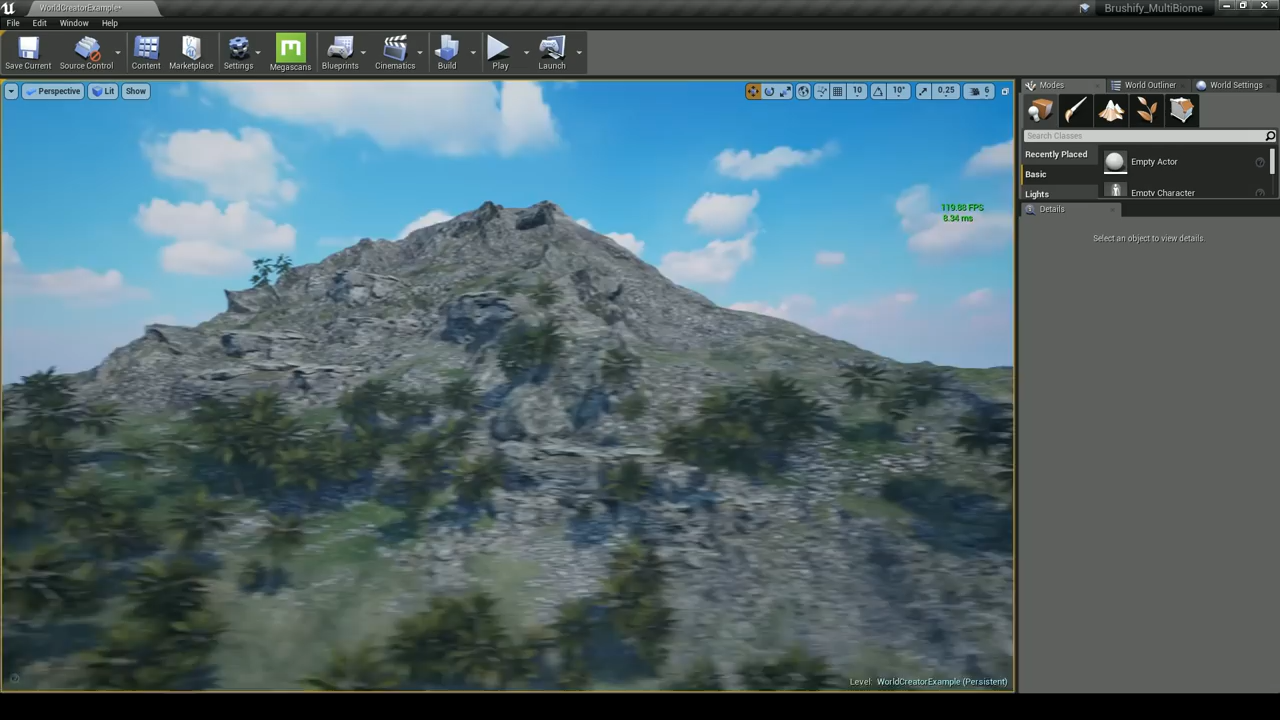 WorldCreatorExample*
Brushify_MultiBiome
File Edit Window Help
Save Current Source Control Content Marketplace Settings Megascans Blueprints Cinematics Build Play Launch
Perspective Lit Show
10 10° 0.25 6
Modes World Outliner World Settings
Search Classes
Recently Placed
Basic
Lights
Empty Actor
Empty Character
119.88 FPS
8.34 ms
Details
Select an object to view details.
Level: WorldCreatorExample (Persistent)